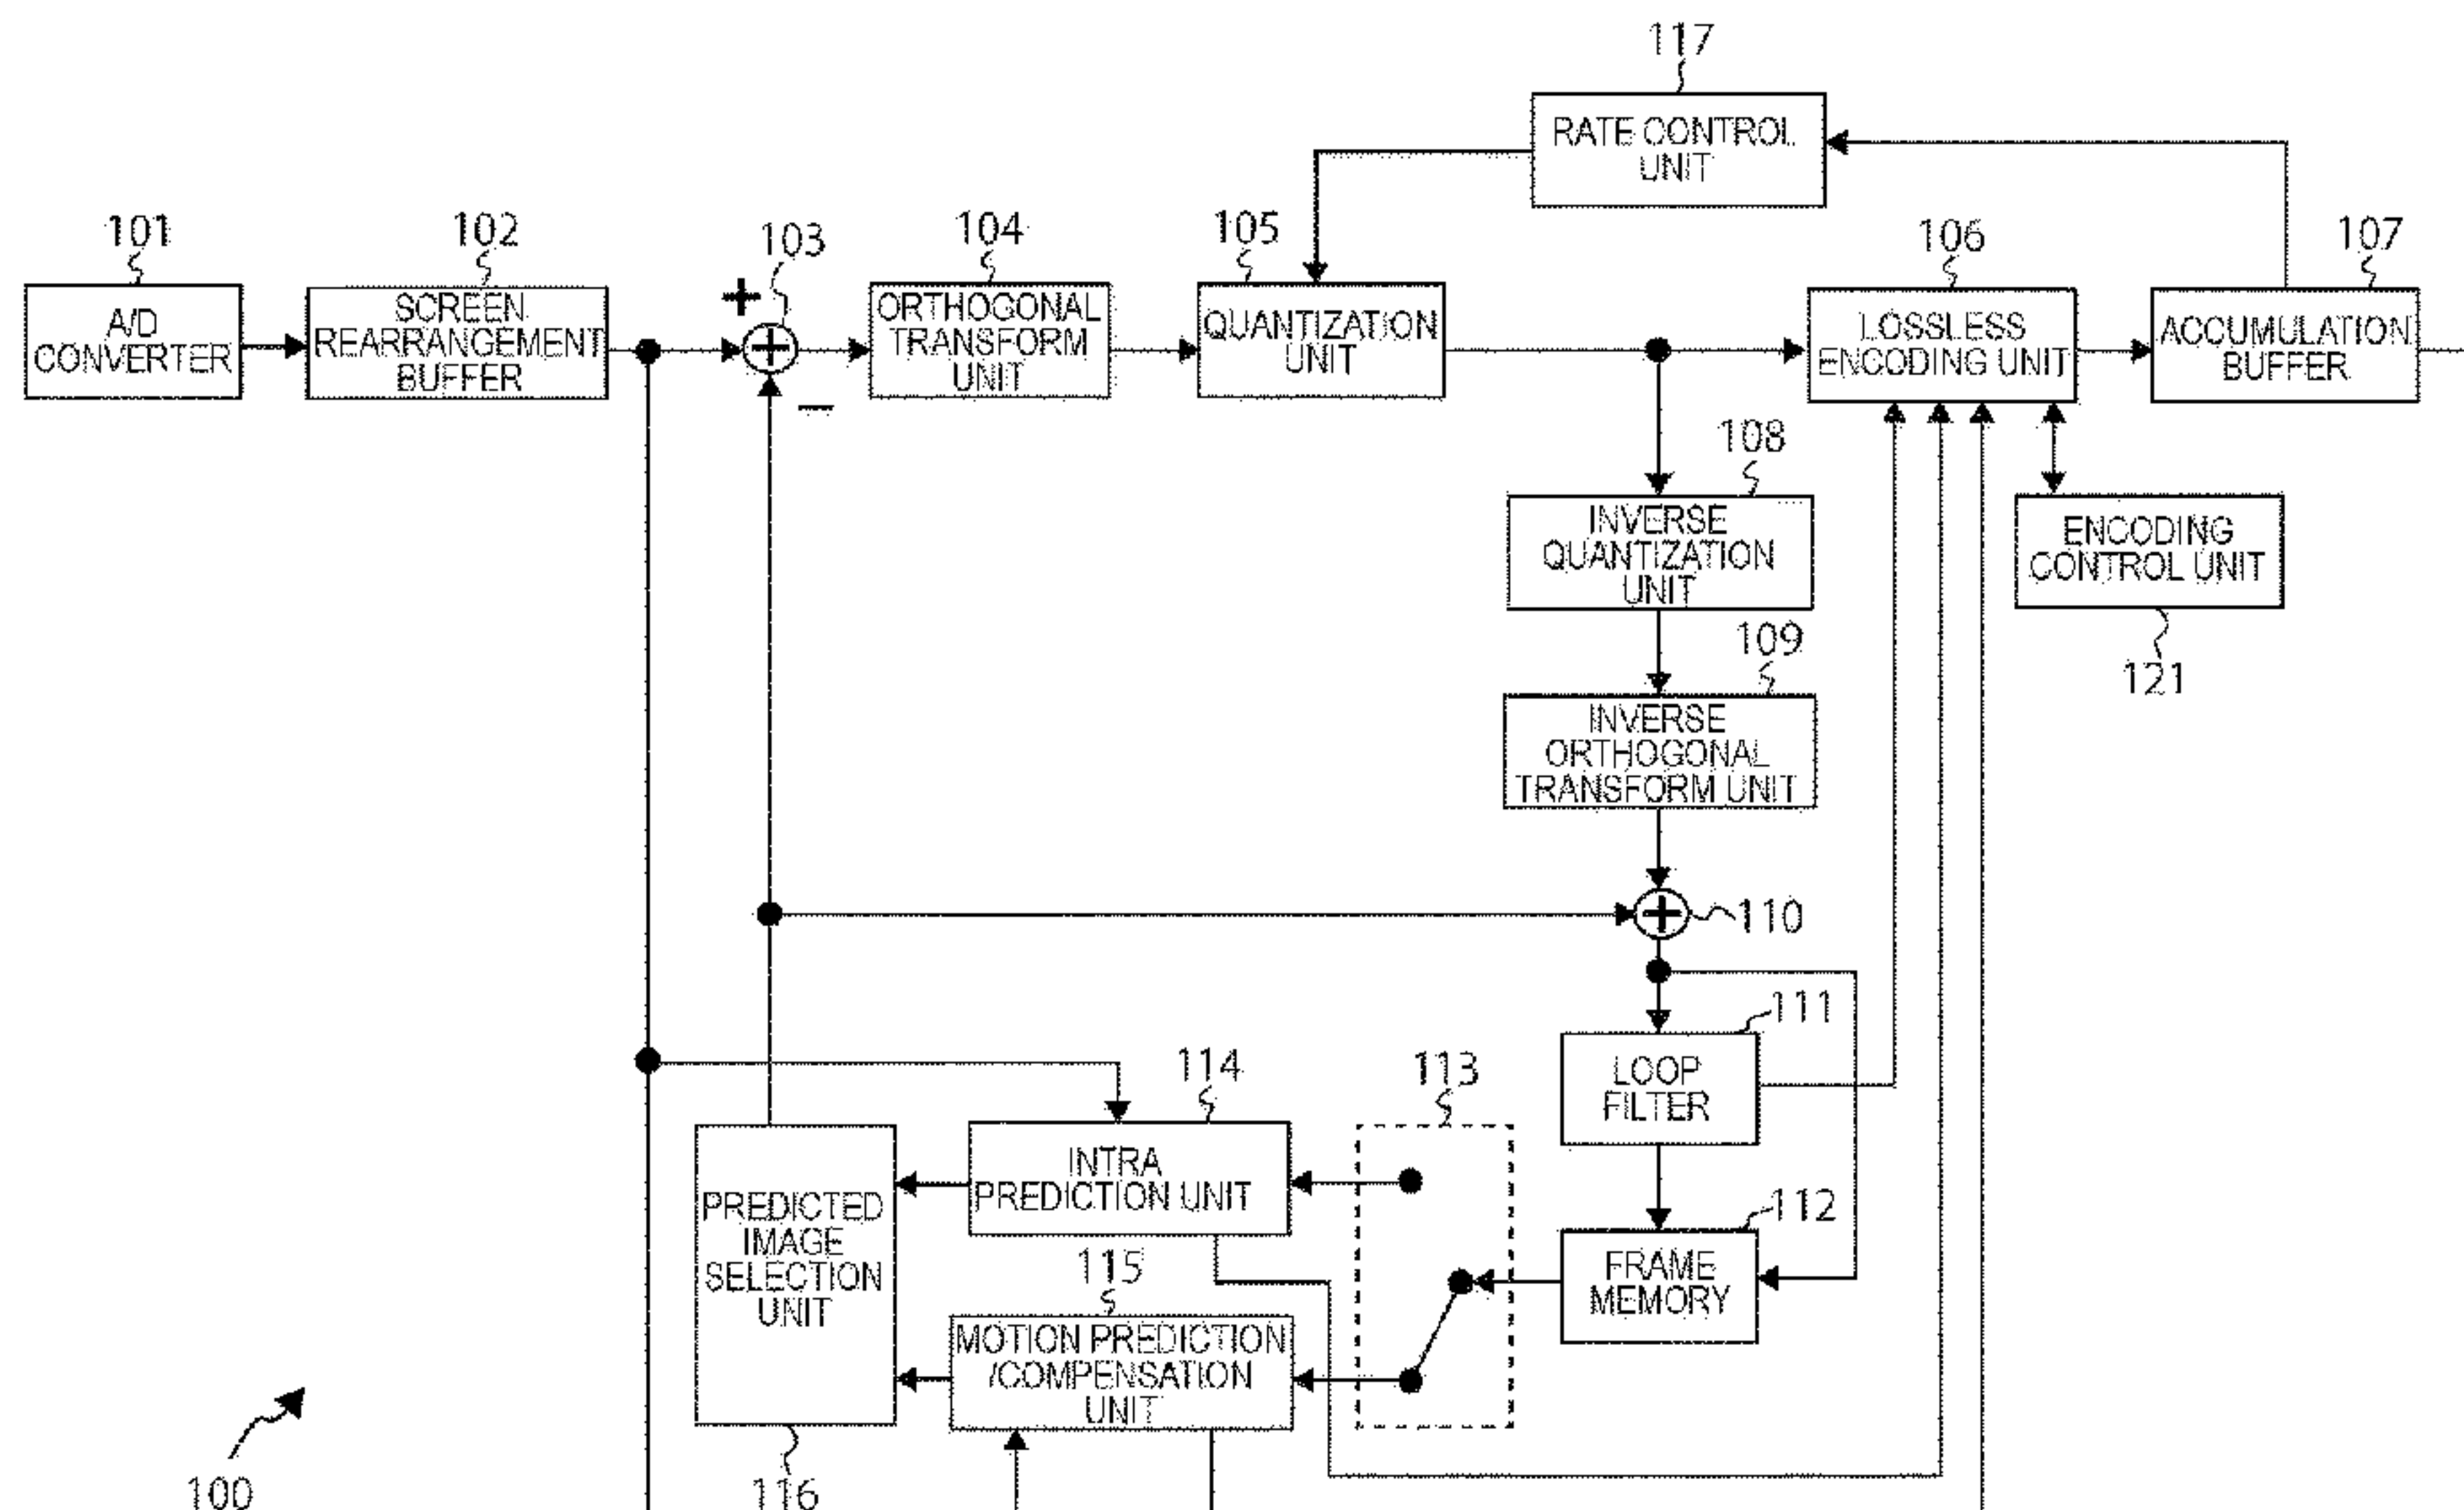 117
RATE CONTROL
UNIT
101
A/D
CONVERTER
102
SCREEN
REARRANGEMENT
BUFFER
103
+
−
104
ORTHOGONAL
TRANSFORM
UNIT
105
QUANTIZATION
UNIT
106
LOSSLESS
ENCODING UNIT
107
ACCUMULATION
BUFFER
108
INVERSE
QUANTIZATION
UNIT
ENCODING
CONTROL UNIT
121
109
INVERSE
ORTHOGONAL
TRANSFORM UNIT
110
111
LOOP
FILTER
114
INTRA
PREDICTION UNIT
113
112
FRAME
MEMORY
PREDICTED
IMAGE
SELECTION
UNIT
115
MOTION PREDICTION
/COMPENSATION
UNIT
100
116